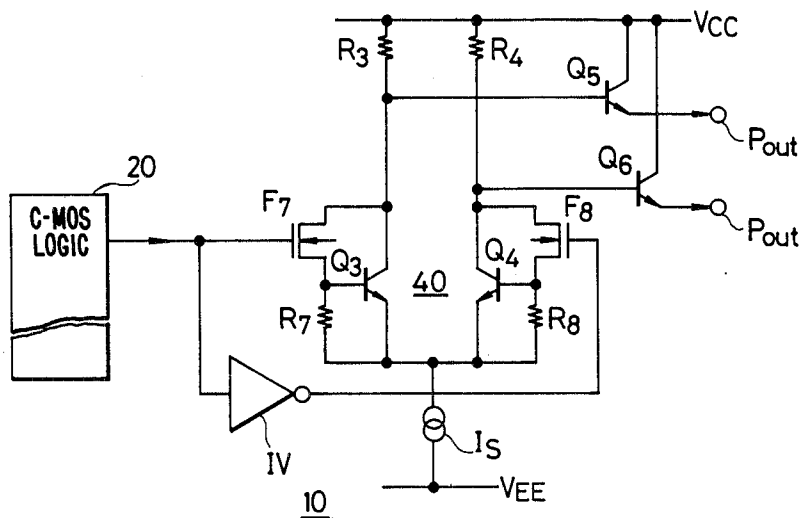 VCC
R3
R4
Q5
Pout
20
Q6
C-MOS
LOGIC
F7
F8
Pout
Q3
40
Q4
R7
R8
IV
IS
VEE
10